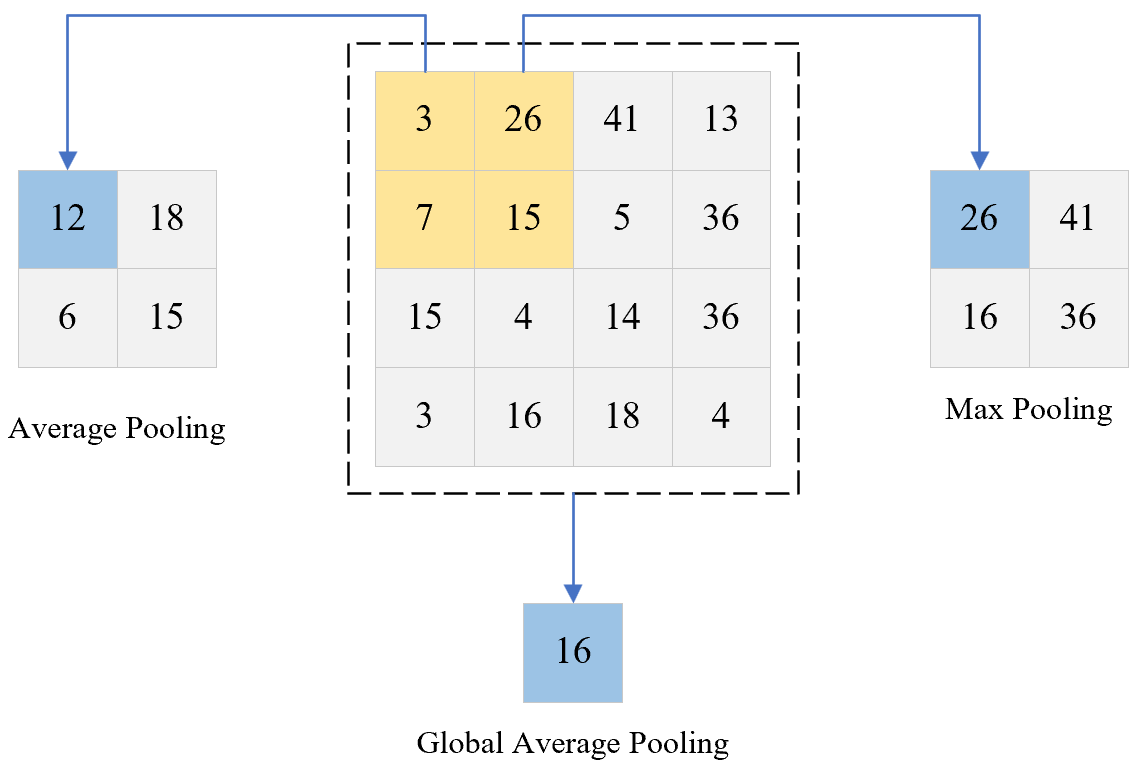 3 26 41 13
12 18
7 15 5 36
26 41
6 15
15 4 14 36
16 36
3 16 18 4
Average Pooling
Max Pooling
16
Global Average Pooling